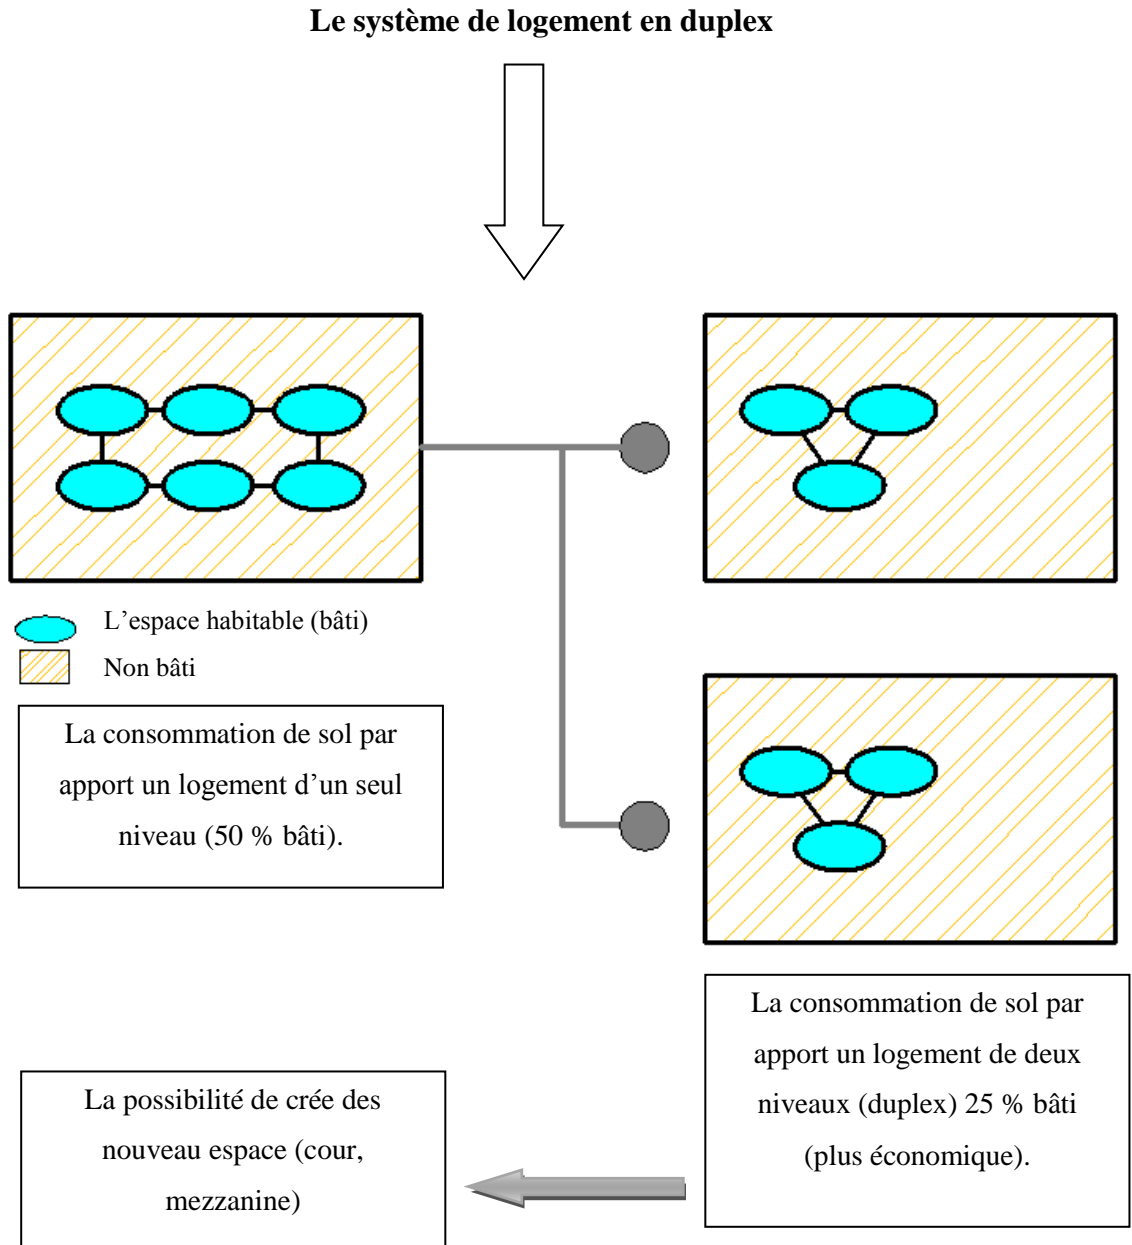 Le système de logement en duplex
L’espace habitable (bâti)
Non bâti
La consommation de sol par
apport un logement d’un seul
niveau (50 % bâti).
La consommation de sol par
apport un logement de deux
niveaux (duplex) 25 % bâti
(plus économique).
La possibilité de crée des
nouveau espace (cour,
mezzanine)